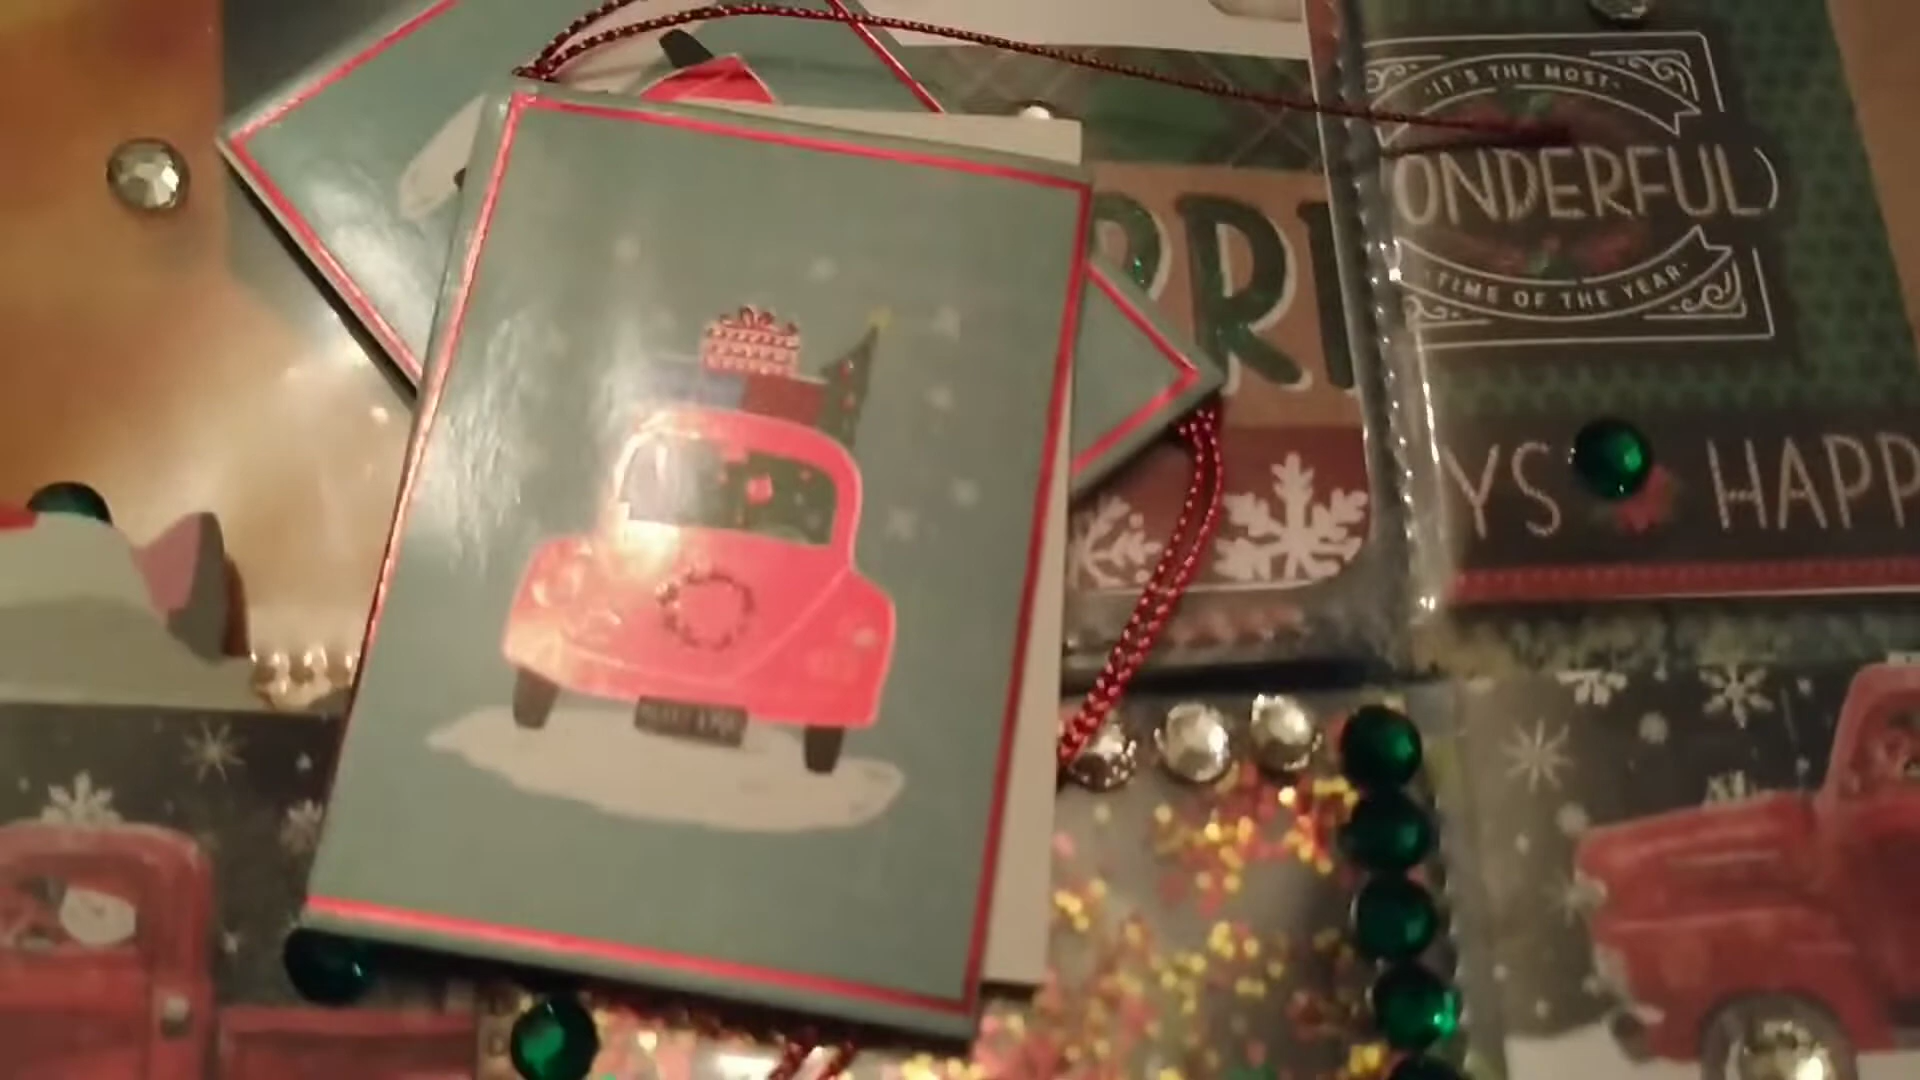 ·IT'S THE MOST·
ONDERFUL
·TIME OF THE YEAR·
RRI
YS HAPP